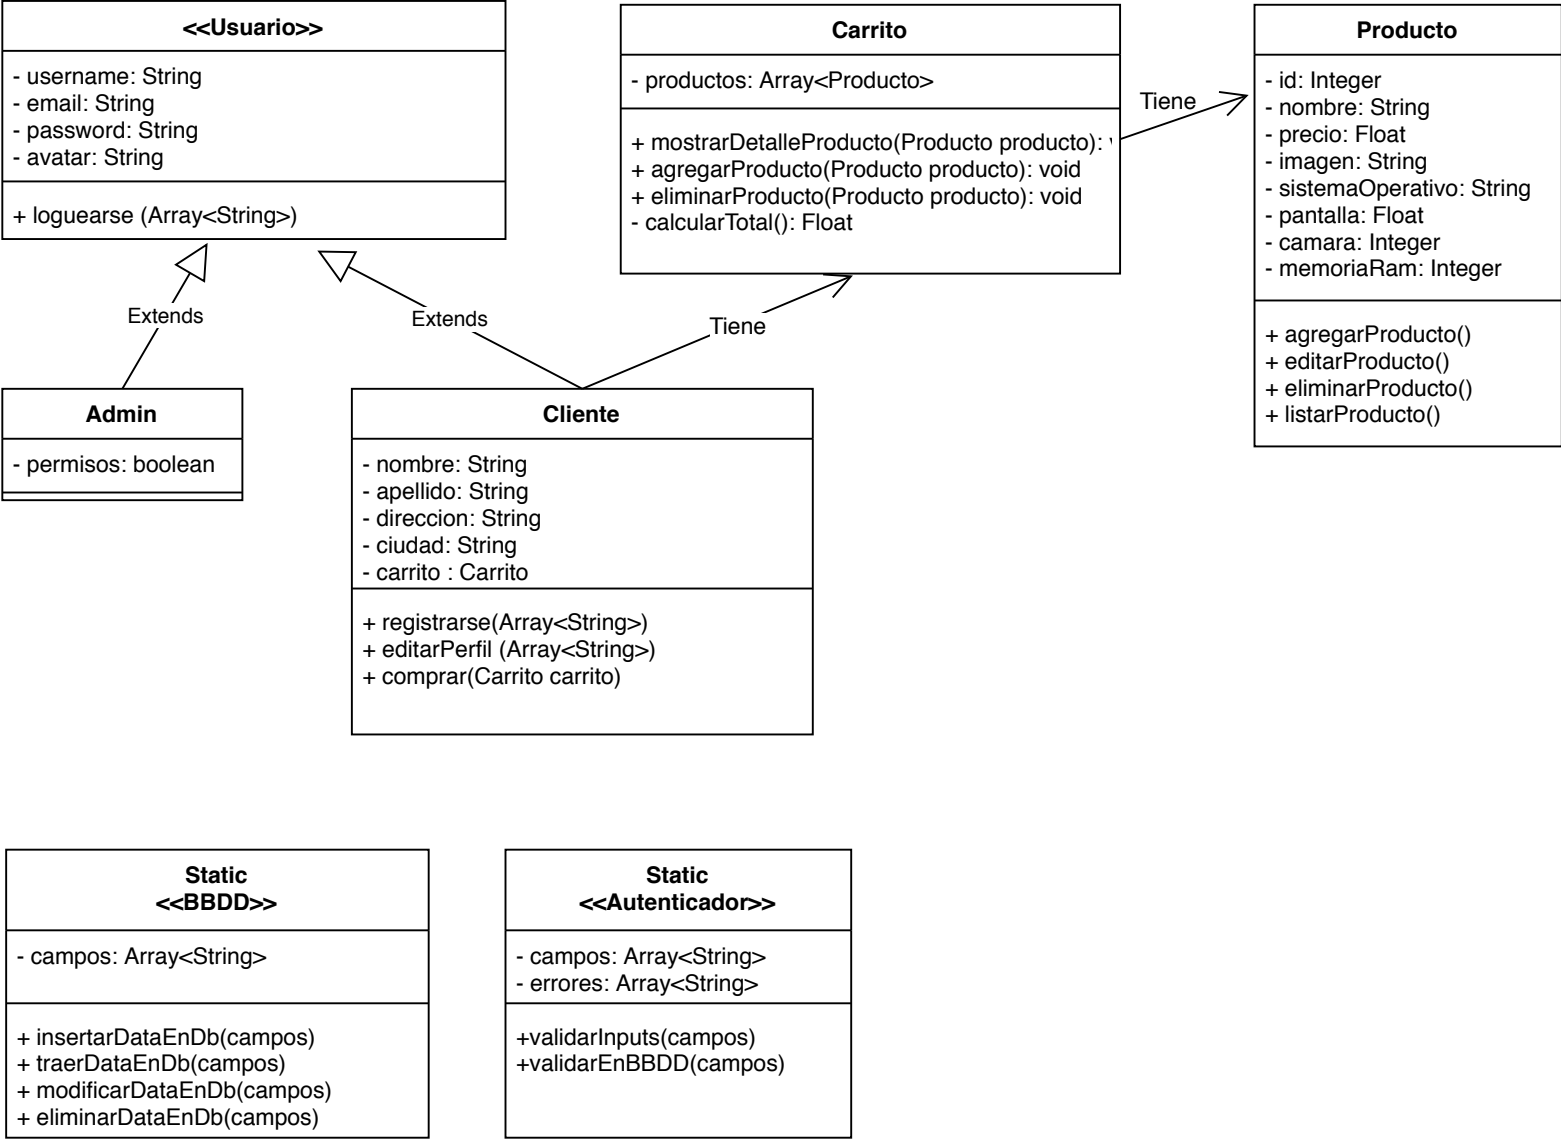 <<Usuario>>
- username: String
- email: String
- password: String
- avatar: String
+ loguearse (Array<String>)
Carrito
- productos: Array<Producto>
+ mostrarDetalleProducto(Producto producto):
+ agregarProducto(Producto producto): void
+ eliminarProducto(Producto producto): void
- calcularTotal(): Float
Tiene
Producto
- id: Integer
- nombre: String
- precio: Float
- imagen: String
- sistemaOperativo: String
- pantalla: Float
- camara: Integer
- memoriaRam: Integer
+ agregarProducto()
+ editarProducto()
+ eliminarProducto()
+ listarProducto()
Extends
Extends
Tiene
Admin
- permisos: boolean
Cliente
- nombre: String
- apellido: String
- direccion: String
- ciudad: String
- carrito : Carrito
+ registrarse(Array<String>)
+ editarPerfil (Array<String>)
+ comprar(Carrito carrito)
Static
<<BBDD>>
- campos: Array<String>
+ insertarDataEnDb(campos)
+ traerDataEnDb(campos)
+ modificarDataEnDb(campos)
+ eliminarDataEnDb(campos)
Static
<<Autenticador>>
- campos: Array<String>
- errores: Array<String>
+validarInputs(campos)
+validarEnBBDD(campos)